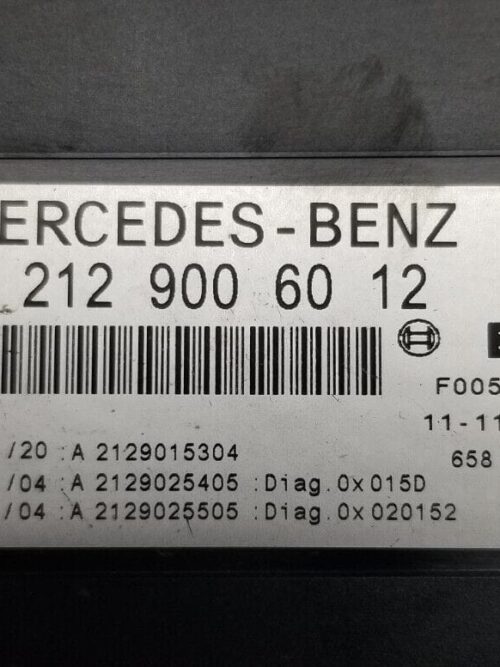 ERCEDES-BENZ
212 900 60 12
F005
11-11
/20 :A 2129015304
658
/04 :A 2129025405 :Diag.0x015D
/04 :A 2129025505 :Diag.0x020152